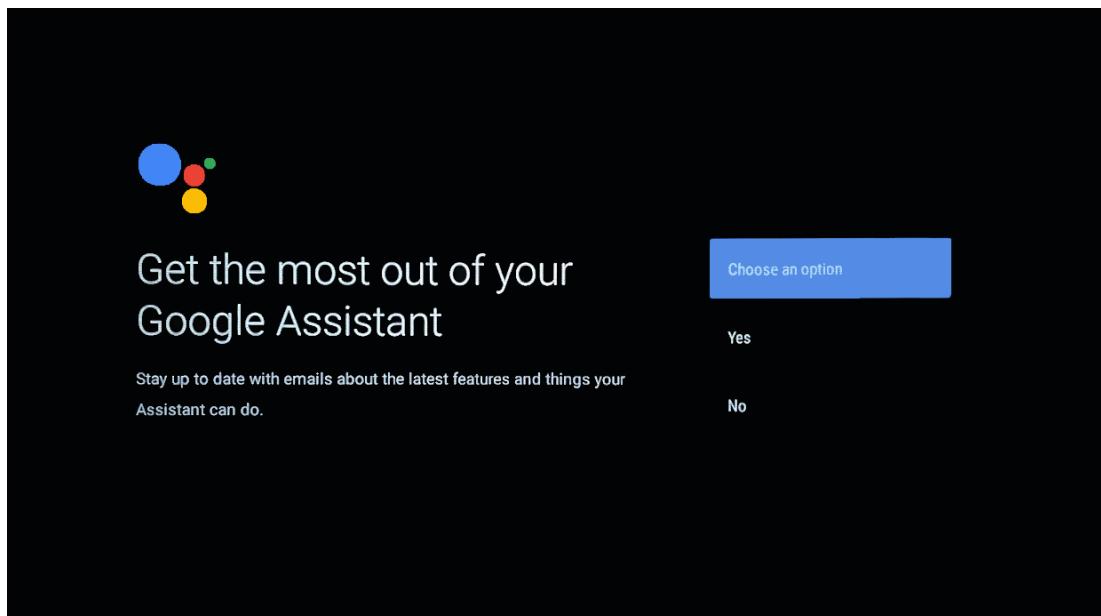 Get the most out of your
Google Assistant
Stay up to date with emails about the latest features and things your
Assistant can do.
Choose an option
Yes
No